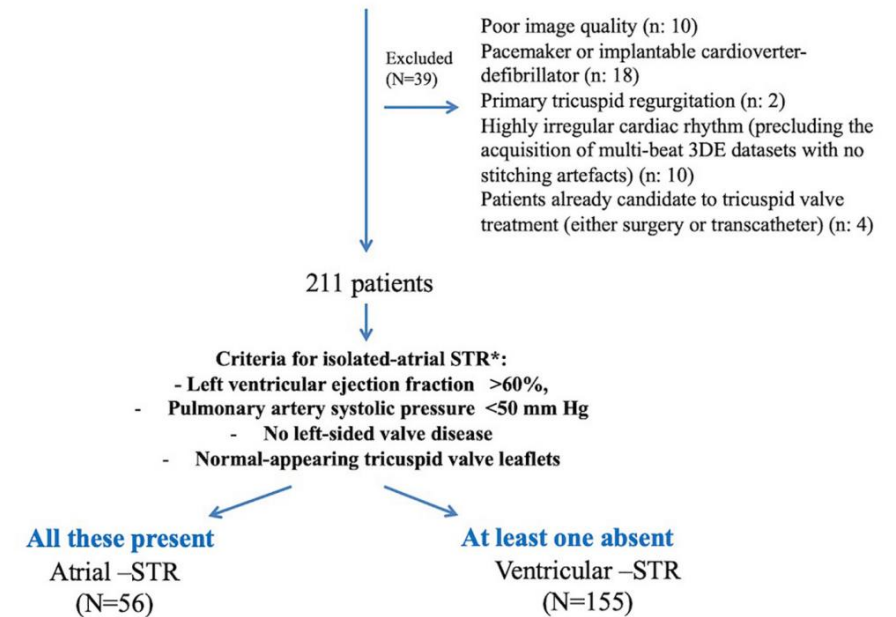 Excluded
(N=39)
Poor image quality (n: 10)
Pacemaker or implantable cardioverter-
defibrillator (n: 18)
Primary tricuspid regurgitation (n: 2)
Highly irregular cardiac rhythm (precluding the
acquisition of multi-beat 3DE datasets with no
stitching artefacts) (n: 10)
Patients already candidate to tricuspid valve
treatment (either surgery or transcatheter) (n: 4)
211 patients
Criteria for isolated-atrial STR*:
- Left ventricular ejection fraction >60%,
- Pulmonary artery systolic pressure <50 mm Hg
- No left-sided valve disease
- Normal-appearing tricuspid valve leaflets
All these present
Atrial –STR
(N=56)
At least one absent
Ventricular –STR
(N=155)